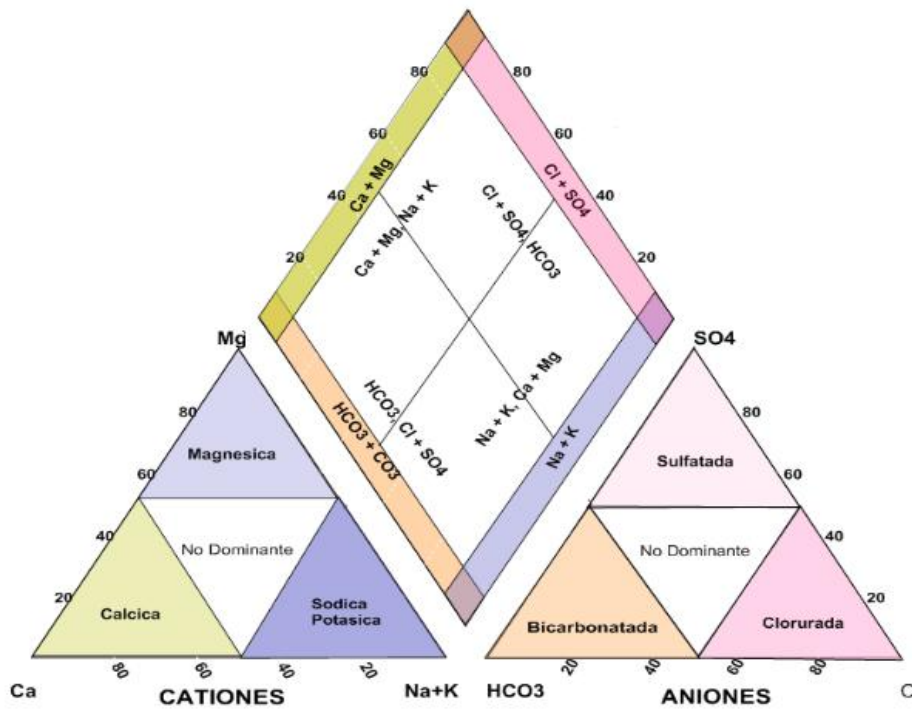 80
80
60
60
Ca + Mg
Cl + SO4
40
40
Ca + Mg, Na + K
Cl + SO4, HCO3
20
20
Mg
SO4
HCO3 + CO3
HCO3, Cl + SO4
Na + K, Ca + Mg
Na + K
80
80
Magnesica
Sulfatada
60
60
40
No Dominante
40
No Dominante
20
Calcica
Sodica
Potasica
20
Bicarbonatada
Clorurada
80
60
40
20
20
40
60
80
Ca
CATIONES
Na+K
HCO3
ANIONES
C